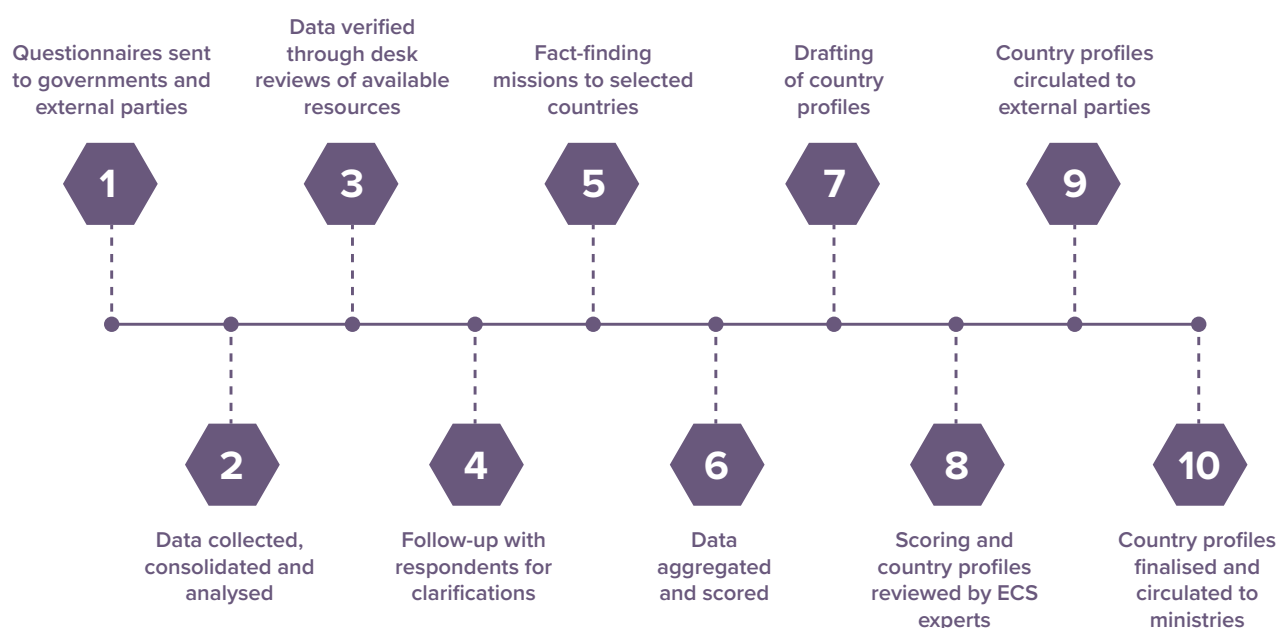 Questionnaires sent
to governments and
external parties
1
2
Data collected,
consolidated and
analysed
Data verified
through desk
reviews of available
resources
3
4
Follow-up with
respondents for
clarifications
Fact-finding
missions to selected
countries
5
6
Data
aggregated
and scored
Drafting
of country
profiles
7
8
Scoring and
country profiles
reviewed by ECS
experts
Country profiles
circulated to
external parties
9
10
Country profiles
finalised and
circulated to
ministries